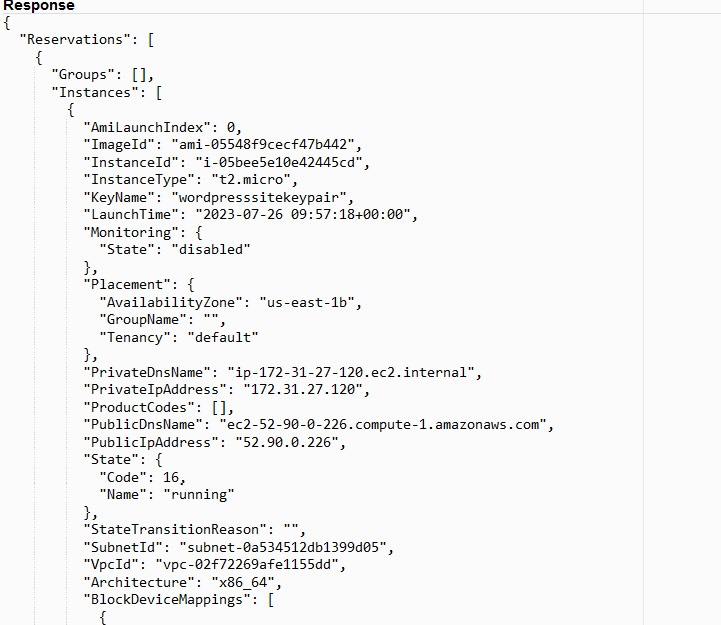 Response
{
"Reservations": [
{
"Groups": [],
"Instances": [
{
"AmiLaunchIndex": 0,
"ImageId": "ami-05548f9cecf47b442",
"InstanceId": "i-05bee5e10e42445cd",
"InstanceType": "t2.micro",
"KeyName": "wordpresssitekeypair",
"LaunchTime": "2023-07-26 09:57:18+00:00",
"Monitoring": {
"State": "disabled"
},
"Placement": {
"AvailabilityZone": "us-east-1b",
"GroupName": "",
"Tenancy": "default"
},
"PrivateDnsName": "ip-172-31-27-120.ec2.internal",
"PrivateIpAddress": "172.31.27.120",
"ProductCodes": [],
"PublicDnsName": "ec2-52-90-0-226.compute-1.amazonaws.com",
"PublicIpAddress": "52.90.0.226",
"State": {
"Code": 16,
"Name": "running"
},
"StateTransitionReason": "",
"SubnetId": "subnet-0a534512db1399d05",
"VpcId": "vpc-02f72269afe1155dd",
"Architecture": "x86_64",
"BlockDeviceMappings": [
{